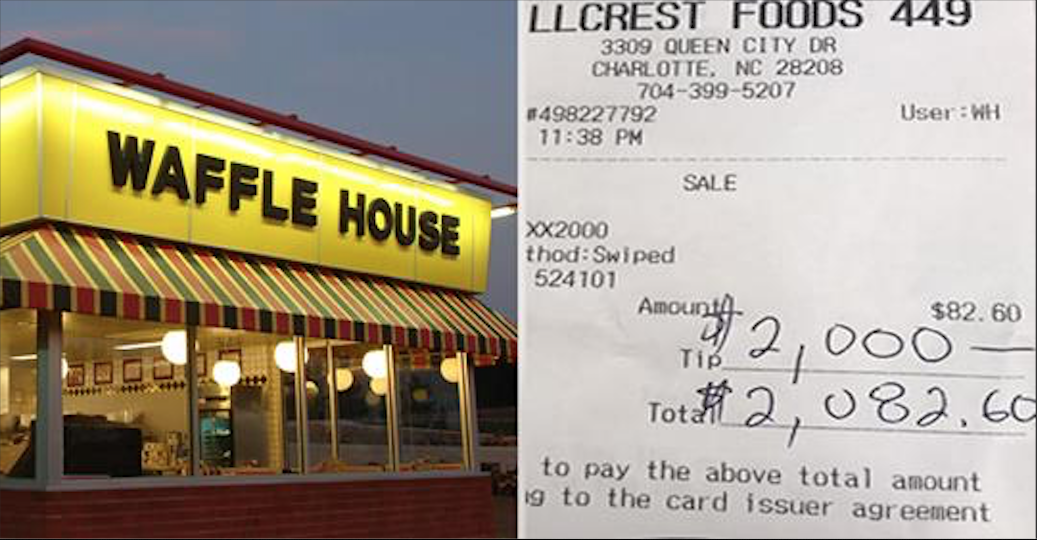 WAFFLE HOUSE
LLCREST FOODS 449
3309 QUEEN CITY DR
CHARLOTTE, NC 28208
704-399-5207
#498227792 User:WH
11:38 PM
SALE
XX2000
thod:Swiped
524101
Amount $82.60
Tip $2,000—
Total $2,082.60
to pay the above total amount
g to the card issuer agreement